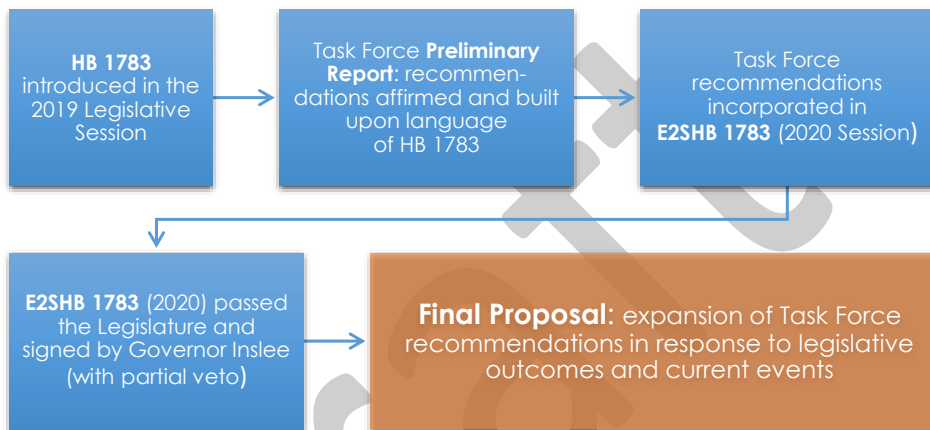 HB 1783
introduced in the
2019 Legislative
Session
Task Force Preliminary
Report: recommen-
dations affirmed and built
upon language
of HB 1783
Task Force
recommendations
incorporated in
E2SHB 1783 (2020 Session)
E2SHB 1783 (2020) passed
the Legislature and
signed by Governor Inslee
(with partial veto)
Final Proposal: expansion of Task Force
recommendations in response to legislative
outcomes and current events